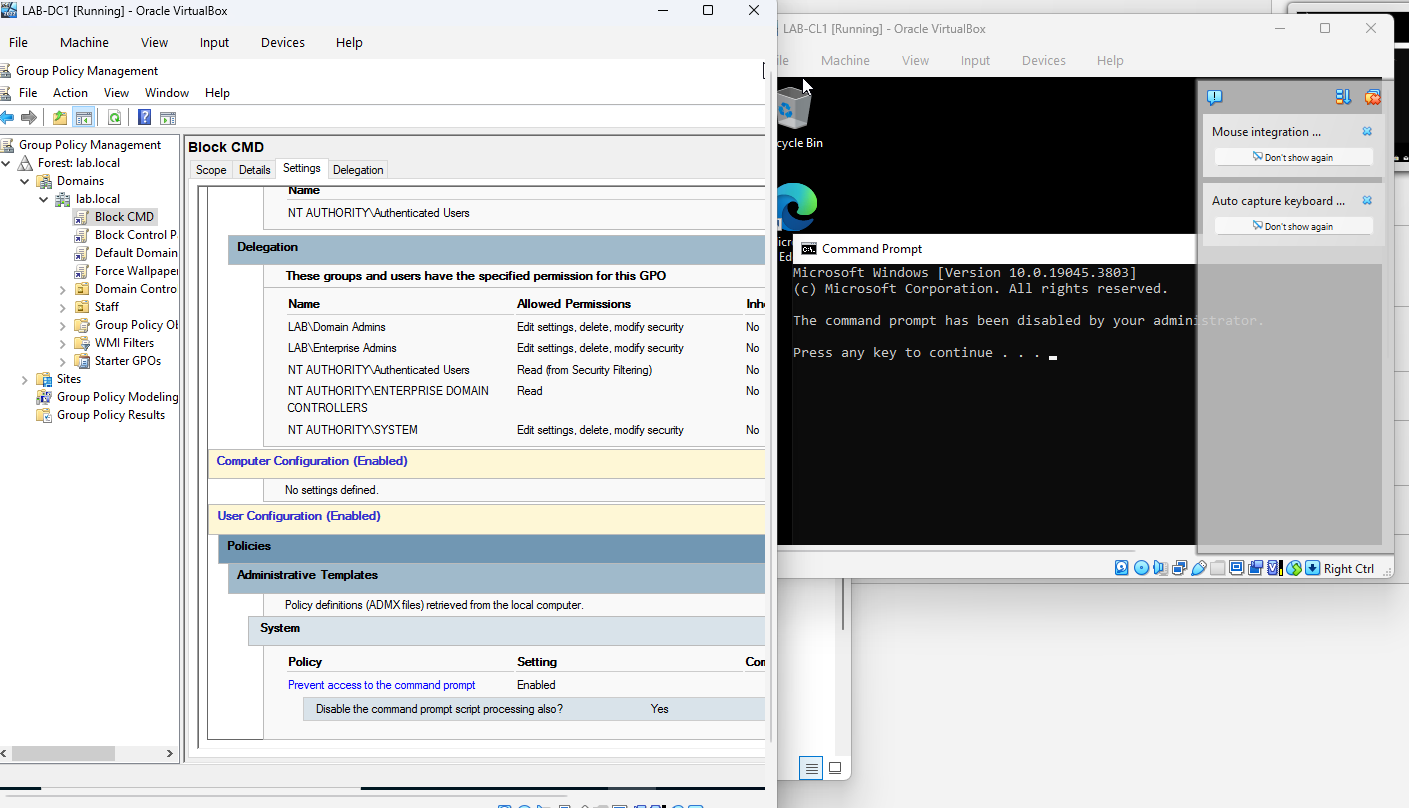 LAB-DC1 [Running] - Oracle VirtualBox
File Machine View Input Devices Help
Group Policy Management
File Action View Window Help
Group Policy Management
Forest: lab.local
Domains
lab.local
Block CMD
Block Control P
Default Domain
Force Wallpaper
Domain Contro
Staff
Group Policy Ob
WMI Filters
Starter GPOs
Sites
Group Policy Modeling
Group Policy Results
Block CMD
Scope Details Settings Delegation
Name
NT AUTHORITY\Authenticated Users
Delegation
These groups and users have the specified permission for this GPO
Name Allowed Permissions Inhe
LAB\Domain Admins Edit settings, delete, modify security No
LAB\Enterprise Admins Edit settings, delete, modify security No
NT AUTHORITY\Authenticated Users Read (from Security Filtering) No
NT AUTHORITY\ENTERPRISE DOMAIN Read No
CONTROLLERS
NT AUTHORITY\SYSTEM Edit settings, delete, modify security No
Computer Configuration (Enabled)
No settings defined.
User Configuration (Enabled)
Policies
Administrative Templates
Policy definitions (ADMX files) retrieved from the local computer.
System
Policy Setting Com
Prevent access to the command prompt Enabled
Disable the command prompt script processing also? Yes
LAB-CL1 [Running] - Oracle VirtualBox
ile Machine View Input Devices Help
cycle Bin
Mouse integration ...
Don't show again
Auto capture keyboard ...
Don't show again
icr
Ed
Command Prompt
Microsoft Windows [Version 10.0.19045.3803]
(c) Microsoft Corporation. All rights reserved.
The command prompt has been disabled by your administrator.
Press any key to continue . . .
Right Ctrl